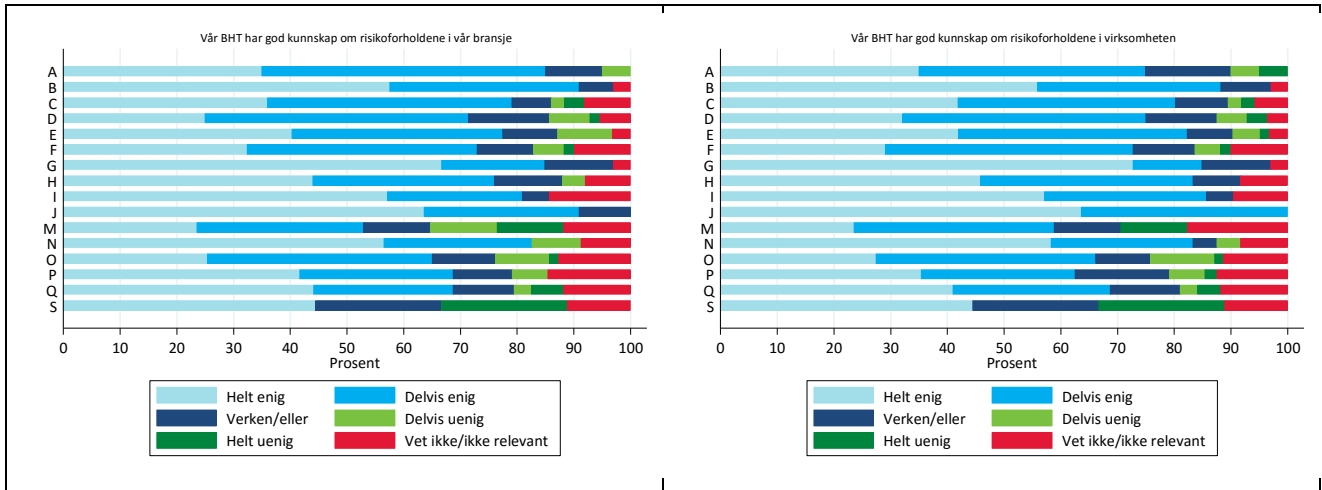 Vår BHT har god kunnskap om risikoforholdene i vår bransje
A
B
C
D
E
F
G
H
I
J
M
N
O
P
Q
S
0 10 20 30 40 50 60 70 80 90 100
Prosent
Helt enig Delvis enig
Verken/eller Delvis uenig
Helt uenig Vet ikke/ikke relevant
Vår BHT har god kunnskap om risikoforholdene i virksomheten
A
B
C
D
E
F
G
H
I
J
M
N
O
P
Q
S
0 10 20 30 40 50 60 70 80 90 100
Prosent
Helt enig Delvis enig
Verken/eller Delvis uenig
Helt uenig Vet ikke/ikke relevant